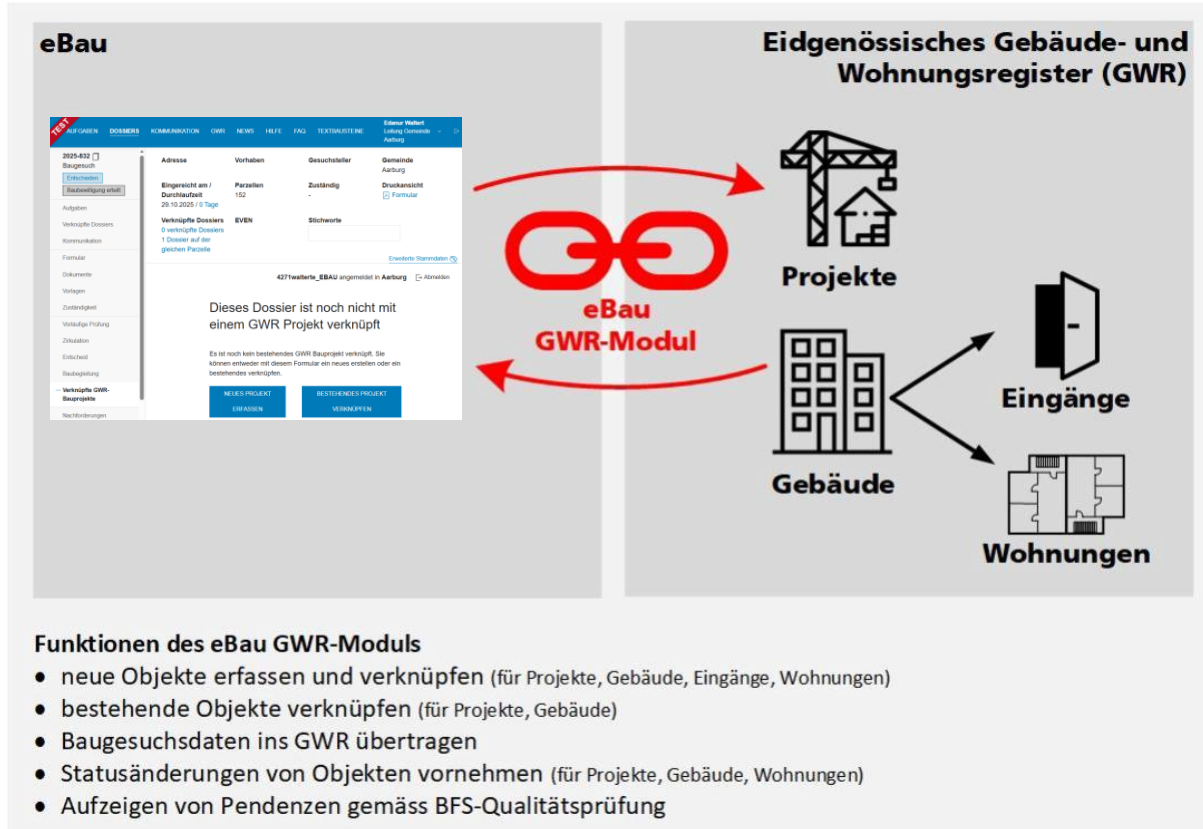 eBau
Eidgenössisches Gebäude- und
Wohnungsregister (GWR)
TEST
AUFGABEN DOSSIERS KOMMUNIKATION GWR NEWS HILFE FAQ TEXTBAUSTEINE
Edanur Waltert
Leitung Gemeinde
Aarburg
2025-832
Baugesuch
Entschieden
Baubewilligung erteilt
Aufgaben
Verknüpfte Dossiers
Kommunikation
Formular
Dokumente
Vorlagen
Zuständigkeit
Vorläufige Prüfung
Zirkulation
Entscheid
Baubegleitung
Verknüpfte GWR-
Bauprojekte
Nachforderungen
Adresse Vorhaben Gesuchsteller Gemeinde
Aarburg
Eingereicht am / Parzellen Zuständig Druckansicht
Durchlaufzeit 152 - Formular
29.10.2025 / 0 Tage
Verknüpfte Dossiers EVEN Stichworte
0 verknüpfte Dossiers
1 Dossier auf der
gleichen Parzelle
Erweiterte Stammdaten
4271walterte_EBAU angemeldet in Aarburg Abmelden
Dieses Dossier ist noch nicht mit
einem GWR Projekt verknüpft
Es ist noch kein bestehendes GWR Bauprojekt verknüpft. Sie
können entweder mit diesem Formular ein neues erstellen oder ein
bestehendes verknüpfen.
NEUES PROJEKT
ERFASSEN
BESTEHENDES PROJEKT
VERKNÜPFEN
eBau
GWR-Modul
Projekte
Gebäude
Eingänge
Wohnungen
Funktionen des eBau GWR-Moduls
• neue Objekte erfassen und verknüpfen (für Projekte, Gebäude, Eingänge, Wohnungen)
• bestehende Objekte verknüpfen (für Projekte, Gebäude)
• Baugesuchsdaten ins GWR übertragen
• Statusänderungen von Objekten vornehmen (für Projekte, Gebäude, Wohnungen)
• Aufzeigen von Pendenzen gemäss BFS-Qualitätsprüfung